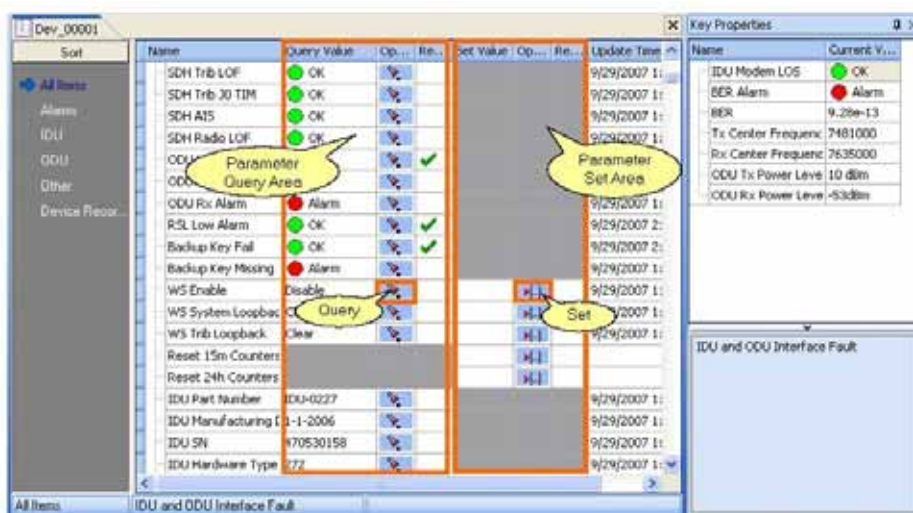 Dev_00001
Sort
All Items
Alarm
IDU
ODU
Other
Device Recor...
Name Query Value Op... Re... Set Value Op... Re... Update Time
SDH Trib LOF OK 9/29/2007 1:
SDH Trib J0 TIM OK 9/29/2007 1:
SDH AIS OK 9/29/2007 1:
SDH Radio LOF OK 9/29/2007 1:
ODU
Parameter Query Area
Parameter Set Area
ODU Rx Alarm Alarm 9/29/2007 1:
RSL Low Alarm OK 9/29/2007 2:
Backup Key Fail OK 9/29/2007 2:
Backup Key Missing Alarm 9/29/2007 1:
WS Enable Disable 9/29/2007 1:
WS System Loopbac 9/29/2007 1:
Query
Set
WS Trib Loopback Clear 9/29/2007 1:
Reset 15m Counters
Reset 24h Counters
IDU Part Number IDU-0227 9/29/2007 1:
IDU Manufacturing D 1-1-2006 9/29/2007 1:
IDU SN 470530158 9/29/2007 1:
IDU Hardware Type 272 9/29/2007 1:
All Items IDU and ODU Interface Fault
Key Properties
Name Current V...
IDU Modem LOS OK
BER Alarm Alarm
BER 9.28e-13
Tx Center Frequenc 7481000
Rx Center Frequenc 7635000
ODU Tx Power Leve 10 dBm
ODU Rx Power Leve -53dBm
IDU and ODU Interface Fault